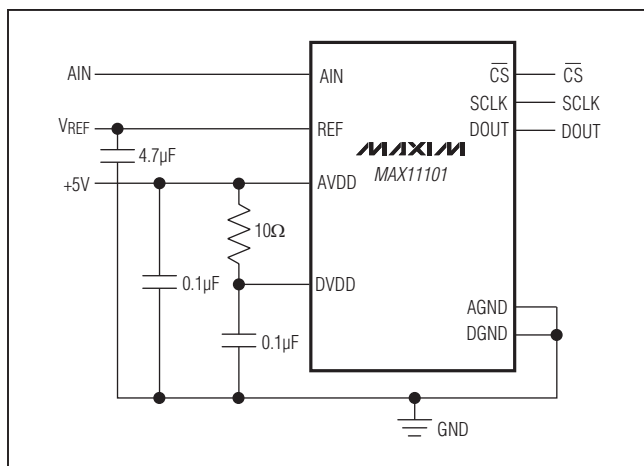 AIN
AIN
CS
CS
SCLK
SCLK
VREF
REF
DOUT
DOUT
MAXIM
MAX11101
4.7µF
+5V
AVDD
10Ω
0.1µF
DVDD
AGND
DGND
0.1µF
GND